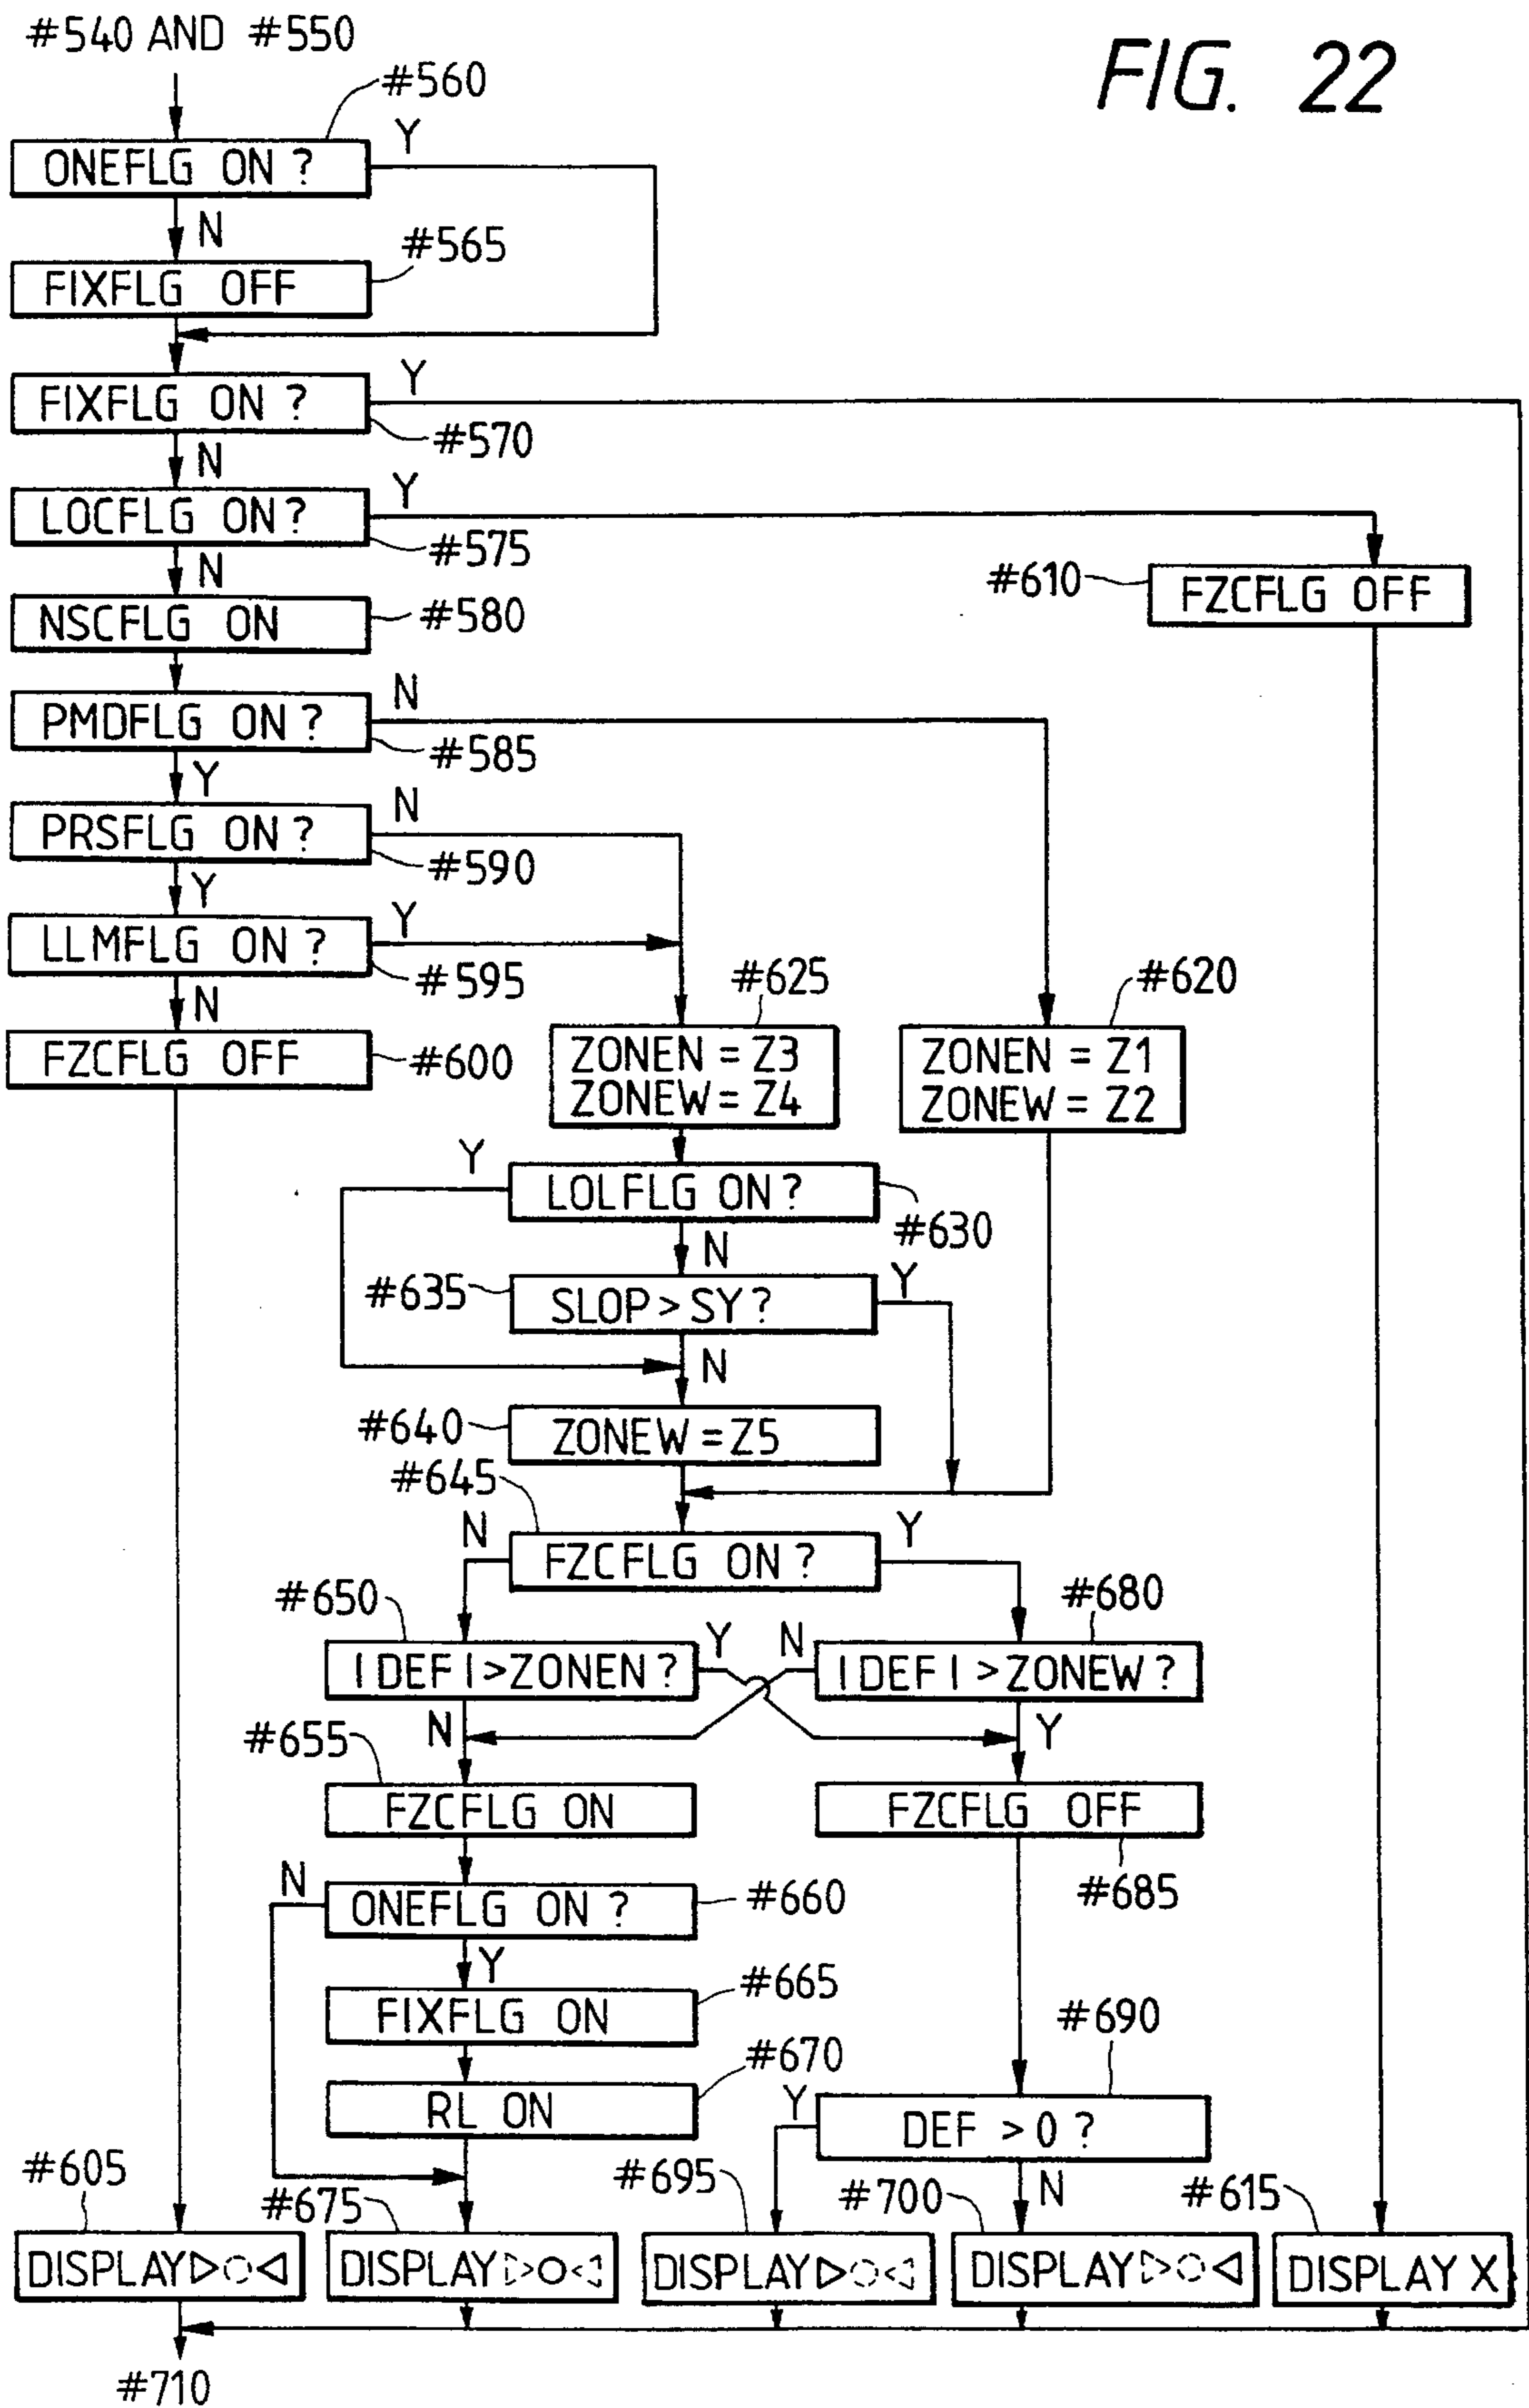 #540 AND #550
FIG. 22
#560
ONEFLG ON ?
Y
N
#565
FIXFLG OFF
FIXFLG ON ?
Y
#570
N
LOCFLG ON ?
Y
#575
N
#610
FZCFLG OFF
NSCFLG ON
#580
PMDFLG ON ?
N
#585
Y
PRSFLG ON ?
N
#590
Y
LLMFLG ON ?
Y
#595
N
FZCFLG OFF
#600
#625
ZONEN = Z3
ZONEW = Z4
#620
ZONEN = Z1
ZONEW = Z2
Y
LOLFLG ON ?
#630
N
#635
SLOP > SY ?
Y
N
#640
ZONEW = Z5
#645
N
FZCFLG ON ?
Y
#650
|DEF| > ZONEN ?
Y
N
#680
|DEF| > ZONEW ?
N
Y
#655
FZCFLG ON
FZCFLG OFF
#685
N
ONEFLG ON ?
#660
Y
#665
FIXFLG ON
#670
RL ON
#690
Y
DEF > 0 ?
N
#605
DISPLAY ▷◌◁
#675
DISPLAY ▷○◁
#695
DISPLAY ▷◌◁
#700
DISPLAY ▷◌◁
#615
DISPLAY X
#710